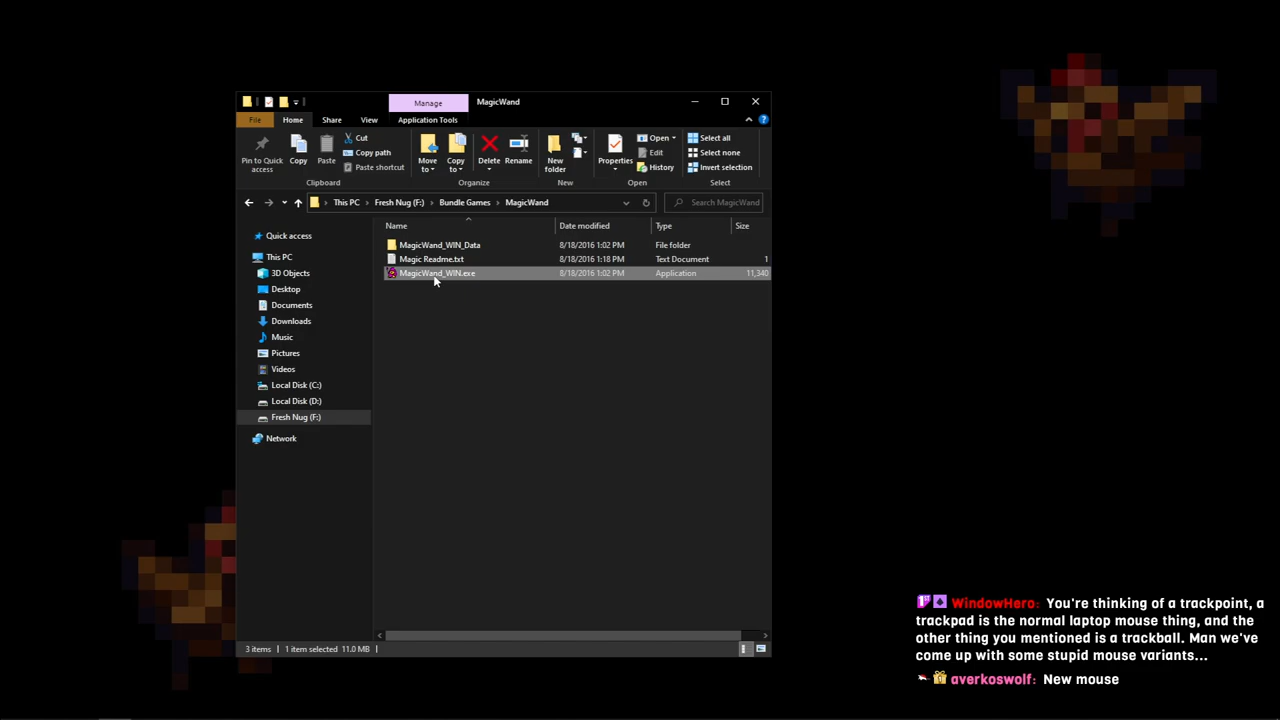 Manage MagicWand
File Home Share View Application Tools
Pin to Quick access
Copy
Paste
Cut
Copy path
Paste shortcut
Clipboard
Move to
Copy to
Delete
Rename
Organize
New folder
New
Properties
Open
Edit
History
Open
Select all
Select none
Invert selection
Select
This PC Fresh Nug (F:) Bundle Games MagicWand
Search MagicWand
Name Date modified Type Size
MagicWand_WIN_Data 8/18/2016 1:02 PM File folder
Magic Readme.txt 8/18/2016 1:18 PM Text Document 1
MagicWand_WIN.exe 8/18/2016 1:02 PM Application 11,340
Quick access
This PC
3D Objects
Desktop
Documents
Downloads
Music
Pictures
Videos
Local Disk (C:)
Local Disk (D:)
Fresh Nug (F:)
Network
3 items 1 item selected 11.0 MB
WindowHero: You're thinking of a trackpoint, a
trackpad is the normal laptop mouse thing, and the
other thing you mentioned is a trackball. Man we've
come up with some stupid mouse variants...
averkoswolf: New mouse